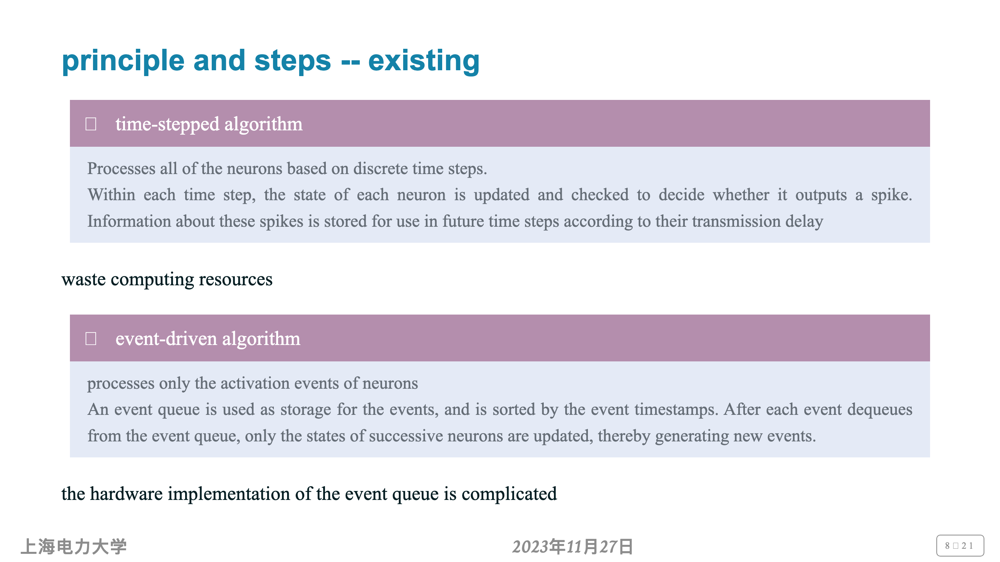 principle and steps -- existing
time-stepped algorithm
Processes all of the neurons based on discrete time steps.
Within each time step, the state of each neuron is updated and checked to decide whether it outputs a spike.
Information about these spikes is stored for use in future time steps according to their transmission delay
waste computing resources
event-driven algorithm
processes only the activation events of neurons
An event queue is used as storage for the events, and is sorted by the event timestamps. After each event dequeues
from the event queue, only the states of successive neurons are updated, thereby generating new events.
the hardware implementation of the event queue is complicated
上海电力大学
2023年11月27日
8 □ 21